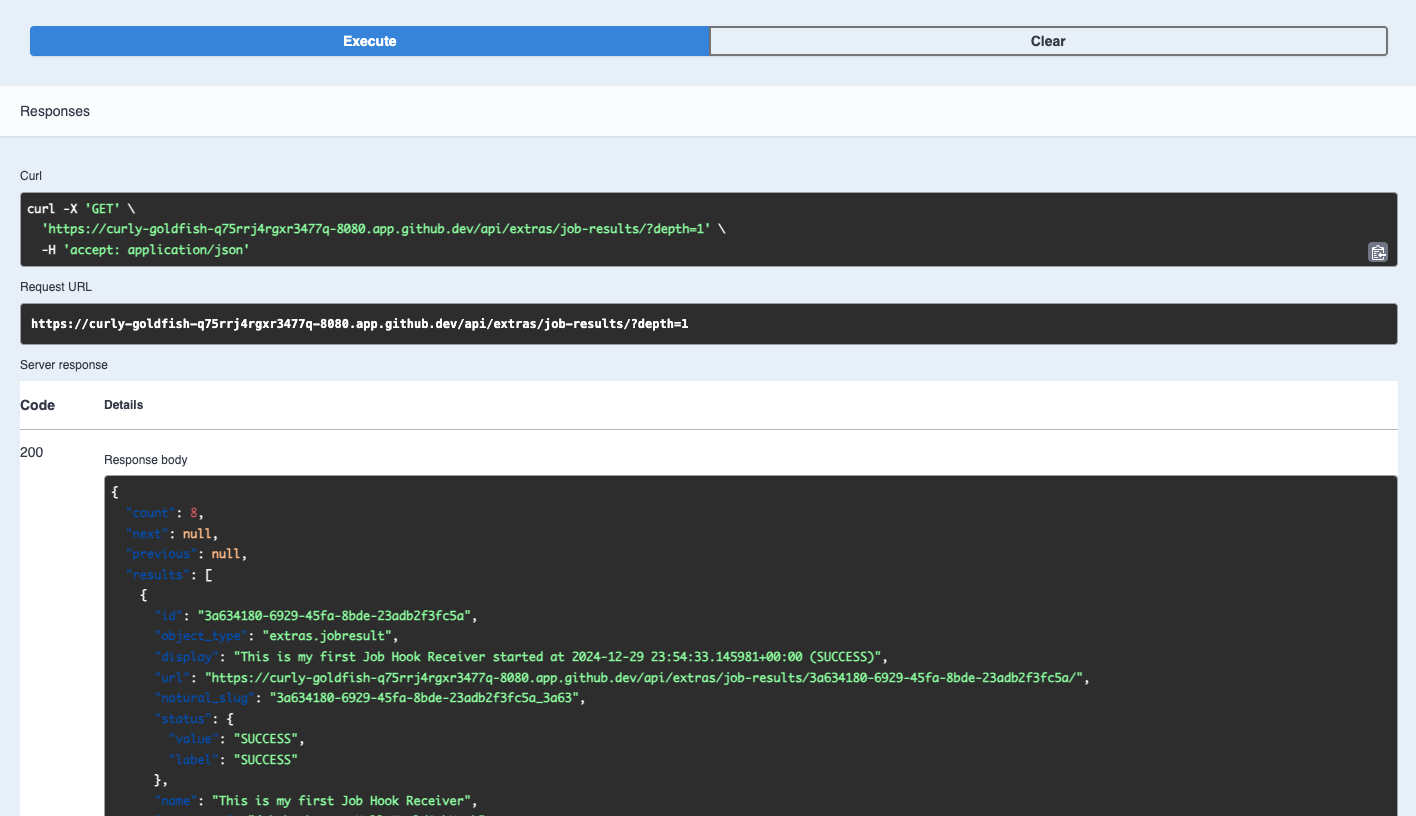 Execute
Clear
Responses
Curl
curl -X 'GET' \
  'https://curly-goldfish-q75rrj4rgxr3477q-8080.app.github.dev/api/extras/job-results/?depth=1' \
  -H 'accept: application/json'
Request URL
https://curly-goldfish-q75rrj4rgxr3477q-8080.app.github.dev/api/extras/job-results/?depth=1
Server response
Code Details
200
Response body
{
  "count": 8,
  "next": null,
  "previous": null,
  "results": [
    {
      "id": "3a634180-6929-45fa-8bde-23adb2f3fc5a",
      "object_type": "extras.jobresult",
      "display": "This is my first Job Hook Receiver started at 2024-12-29 23:54:33.145981+00:00 (SUCCESS)",
      "url": "https://curly-goldfish-q75rrj4rgxr3477q-8080.app.github.dev/api/extras/job-results/3a634180-6929-45fa-8bde-23adb2f3fc5a/",
      "natural_slug": "3a634180-6929-45fa-8bde-23adb2f3fc5a_3a63",
      "status": {
        "value": "SUCCESS",
        "label": "SUCCESS"
      },
      "name": "This is my first Job Hook Receiver",